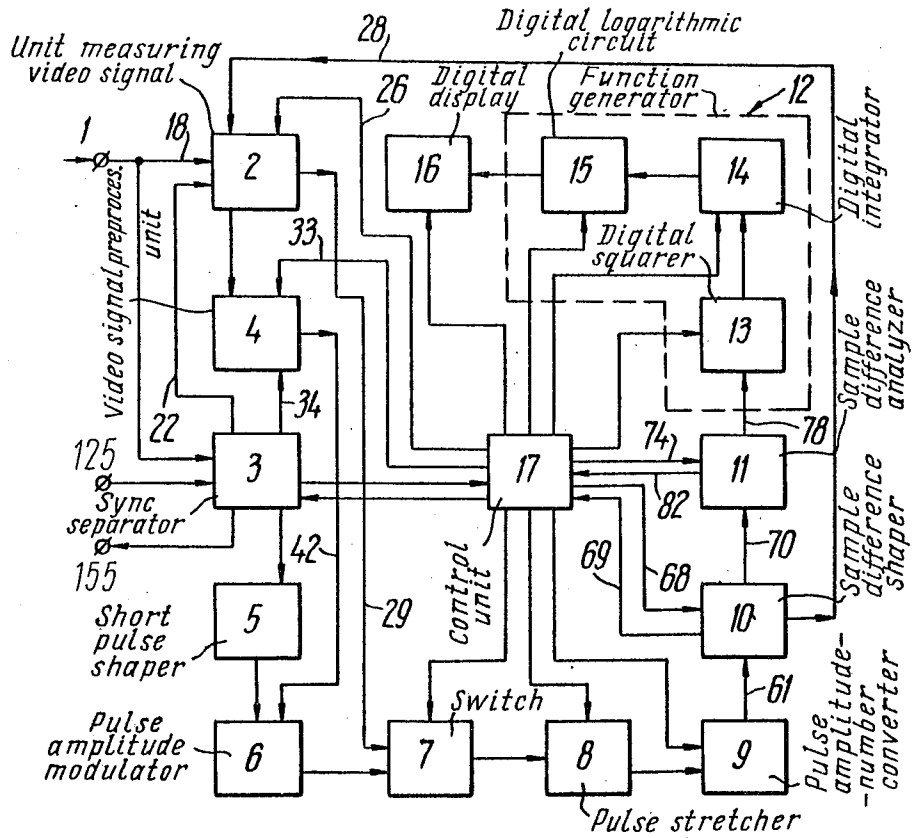 28
Digital logarithmic
circuit
Unit measuring
video signal
26
Digital
display
Function
generator
12
1
18
2
16
15
14
Digital
integrator
Video signal preproces.
unit
33
Digital
squarer
4
13
22
34
78
Sample
difference
analyzer
125
3
17
74
11
82
Sync
separator
155
42
29
Control
unit
69
68
70
Sample
difference
shaper
5
10
Short
pulse
shaper
61
Pulse
amplitude
modulator
6
Switch
7
8
9
Pulse
amplitude-
-number
converter
Pulse stretcher